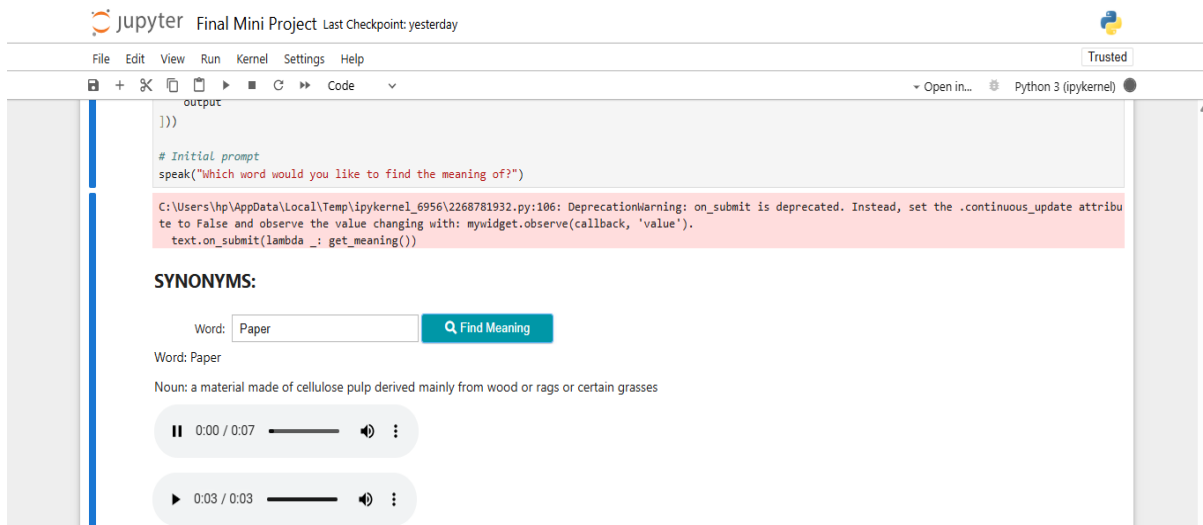 jupyter Final Mini Project Last Checkpoint: yesterday
File Edit View Run Kernel Settings Help
Trusted
Code
Open in...
Python 3 (ipykernel)
output
]))
# Initial prompt
speak("Which word would you like to find the meaning of?")
C:\Users\hp\AppData\Local\Temp\ipykernel_6956\2268781932.py:106: DeprecationWarning: on_submit is deprecated. Instead, set the .continuous_update attribu
te to False and observe the value changing with: mywidget.observe(callback, 'value').
text.on_submit(lambda _: get_meaning())
SYNONYMS:
Word: Paper
Find Meaning
Word: Paper
Noun: a material made of cellulose pulp derived mainly from wood or rags or certain grasses
0:00 / 0:07
0:03 / 0:03